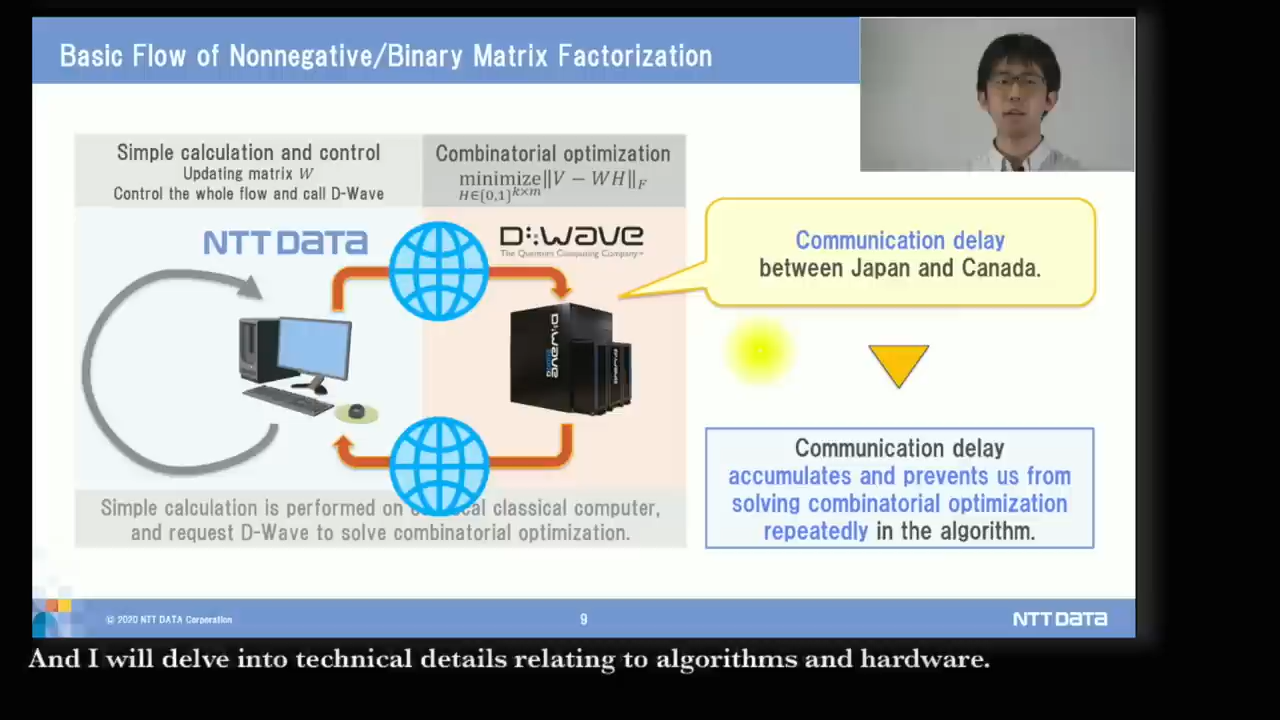 Basic Flow of Nonnegative/Binary Matrix Factorization
Simple calculation and control
Updating matrix W
Control the whole flow and call D-Wave
Combinatorial optimization
minimize‖V − WH‖F
H∈{0,1}k×m
NTT DATA
D:WAVE
The Quantum Computing Company™
D:WAVE
D:WAVE
Communication delay
between Japan and Canada.
Communication delay
accumulates and prevents us from
solving combinatorial optimization
repeatedly in the algorithm.
Simple calculation is performed on cal classical computer,
and request D-Wave to solve combinatorial optimization.
© 2020 NTT DATA Corporation
9
NTT DATA
And I will delve into technical details relating to algorithms and hardware.